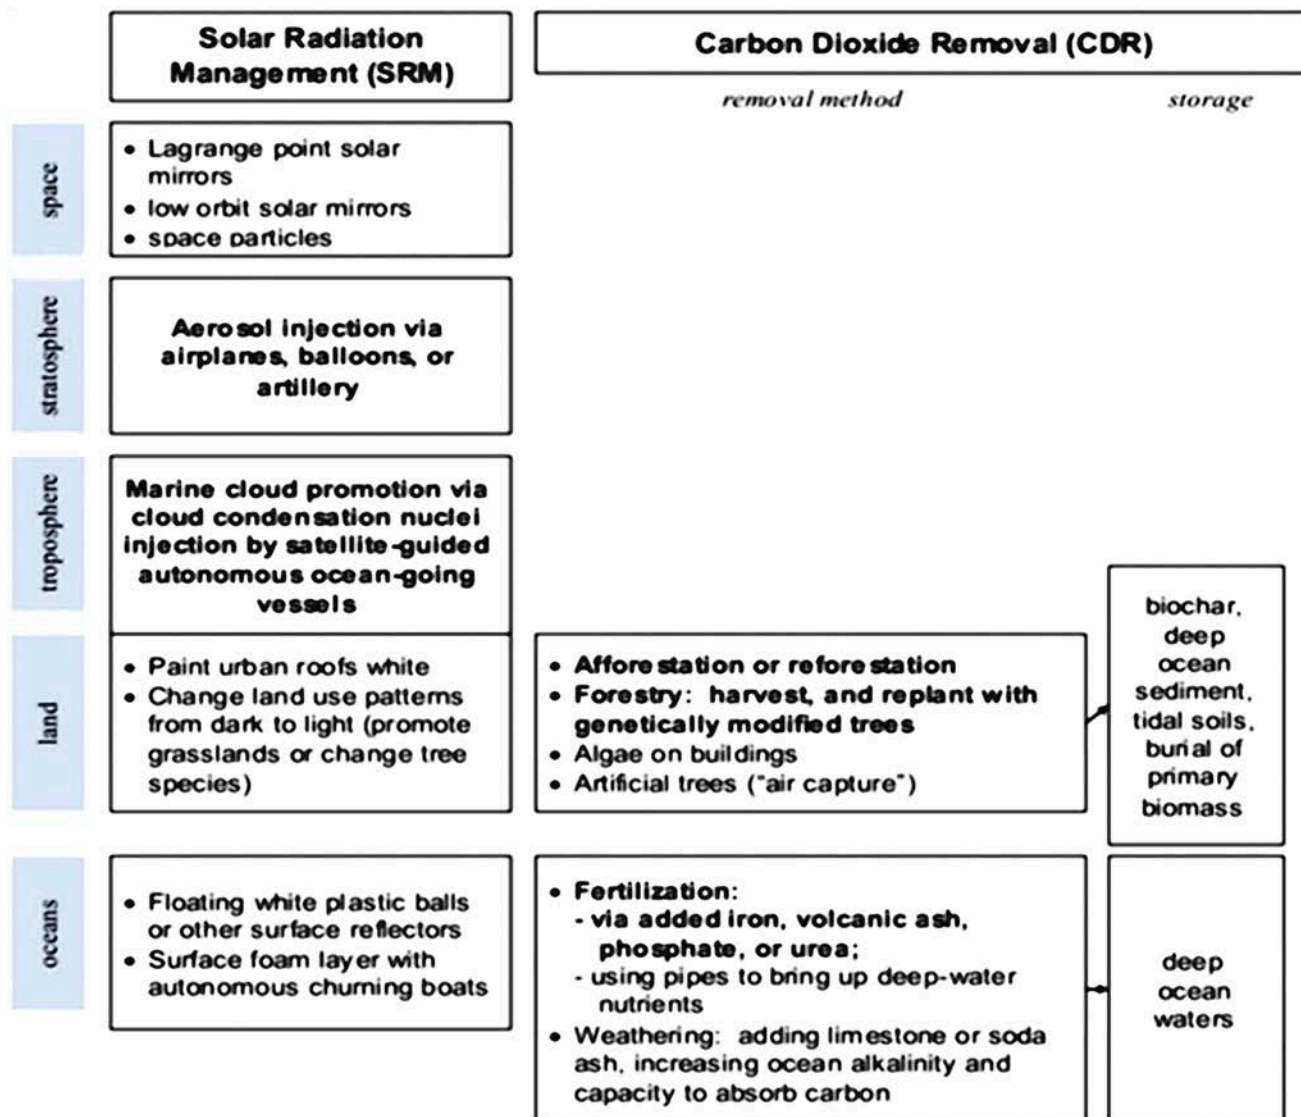 Solar Radiation
Management (SRM)
Carbon Dioxide Removal (CDR)
removal method
storage
space
• Lagrange point solar
mirrors
• low orbit solar mirrors
• space particles
stratosphere
Aerosol injection via
airplanes, balloons, or
artillery
troposphere
Marine cloud promotion via
cloud condensation nuclei
injection by satellite-guided
autonomous ocean-going
vessels
land
• Paint urban roofs white
• Change land use patterns
from dark to light (promote
grasslands or change tree
species)
• Afforestation or reforestation
• Forestry: harvest, and replant with
genetically modified trees
• Algae on buildings
• Artificial trees ("air capture")
biochar,
deep
ocean
sediment,
tidal soils,
burial of
primary
biomass
oceans
• Floating white plastic balls
or other surface reflectors
• Surface foam layer with
autonomous churning boats
• Fertilization:
- via added iron, volcanic ash,
phosphate, or urea;
- using pipes to bring up deep-water
nutrients
• Weathering: adding limestone or soda
ash, increasing ocean alkalinity and
capacity to absorb carbon
deep
ocean
waters